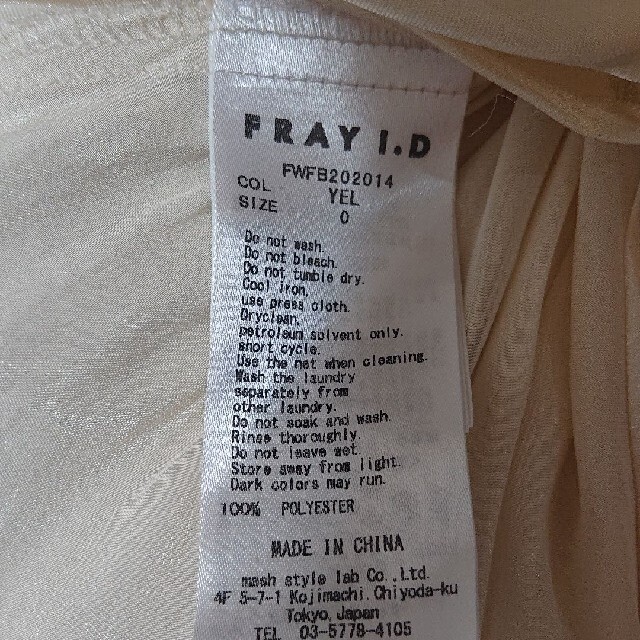 FRAY I.D
FWFB202014
COL YEL
SIZE 0
Do not wash.
Do not bleach.
Do not tumble dry.
Cool iron.
use press cloth.
Dryclean.
petroleum solvent only.
short cycle.
Use the net when cleaning.
Wash the laundry
separately from
other laundry.
Do not soak and wash.
Rinse thoroughly.
Do not leave wet.
Store away from light.
Dark colors may run.
100% POLYESTER
MADE IN CHINA
mash style lab Co.,Ltd.
4F 5-7-1 Kojimachi.Chiyoda-ku
Tokyo.Japan
TEL 03-5778-4105